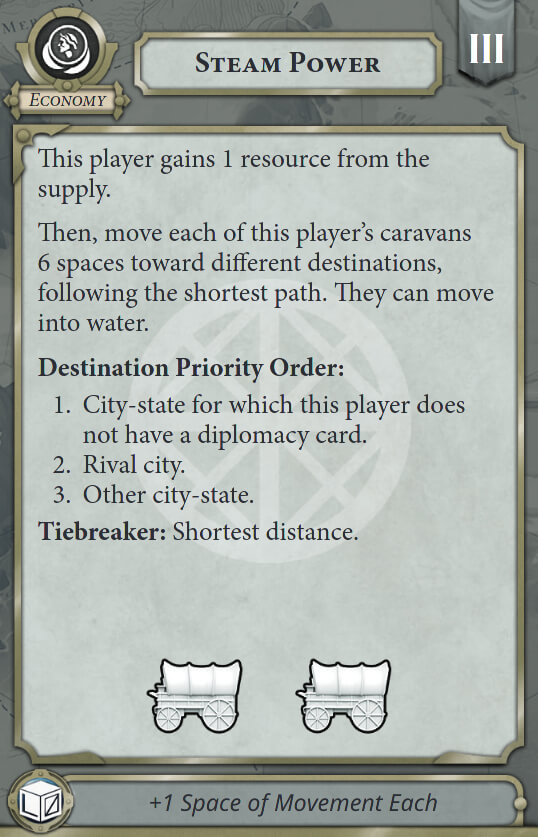 III
Steam Power
Economy
This player gains 1 resource from the
supply.
Then, move each of this player's caravans
6 spaces toward different destinations,
following the shortest path. They can move
into water.
Destination Priority Order:
1. City-state for which this player does
not have a diplomacy card.
2. Rival city.
3. Other city-state.
Tiebreaker: Shortest distance.
+1 Space of Movement Each